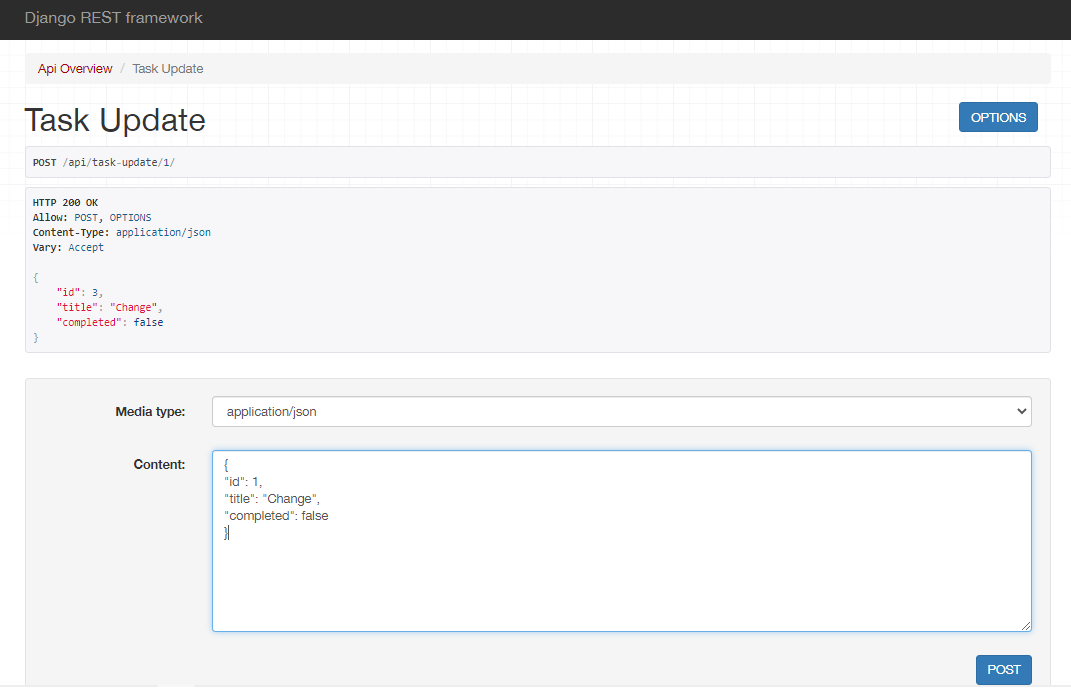 Django REST framework
Api Overview / Task Update
Task Update
OPTIONS
POST /api/task-update/1/
HTTP 200 OK
Allow: POST, OPTIONS
Content-Type: application/json
Vary: Accept
{
"id": 3,
"title": "Change",
"completed": false
}
Media type: application/json
Content:
{
"id": 1,
"title": "Change",
"completed": false
}
POST